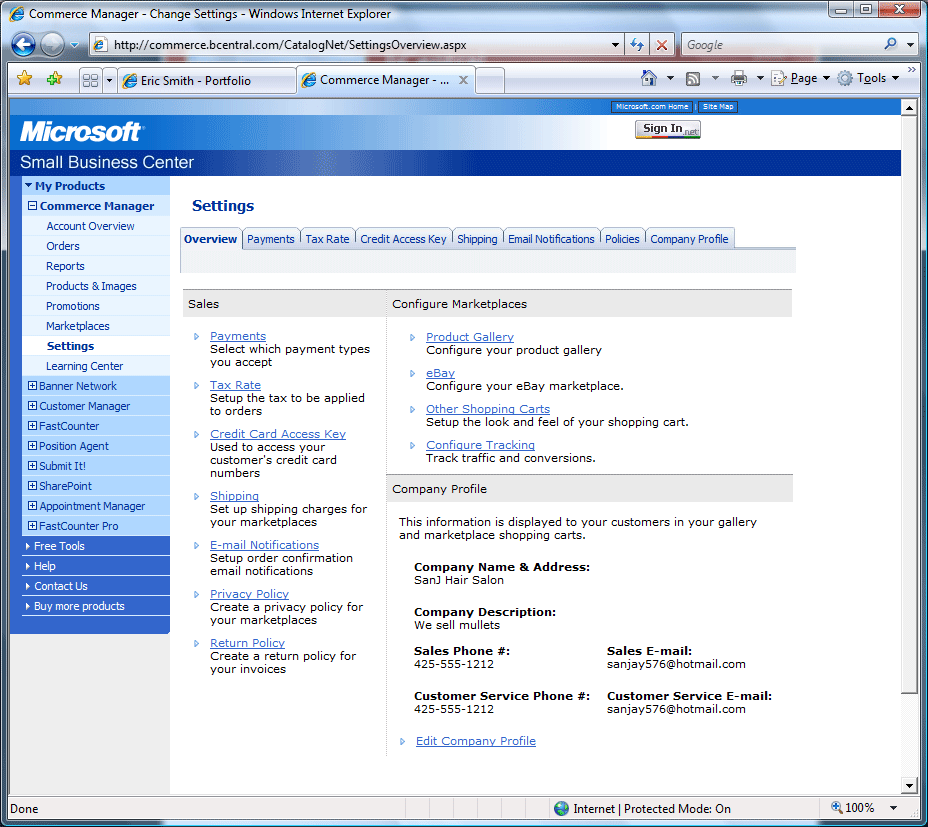 Commerce Manager - Change Settings - Windows Internet Explorer
http://commerce.bcentral.com/CatalogNet/SettingsOverview.aspx
Google
Eric Smith - Portfolio
Commerce Manager - ...
Page
Tools
Microsoft.com Home | Site Map
Microsoft
Sign In .net
Small Business Center
My Products
Commerce Manager
Account Overview
Orders
Reports
Products & Images
Promotions
Marketplaces
Settings
Learning Center
Banner Network
Customer Manager
FastCounter
Position Agent
Submit It!
SharePoint
Appointment Manager
FastCounter Pro
Free Tools
Help
Contact Us
Buy more products
Settings
Overview Payments Tax Rate Credit Access Key Shipping Email Notifications Policies Company Profile
Sales
Payments
Select which payment types
you accept
Tax Rate
Setup the tax to be applied
to orders
Credit Card Access Key
Used to access your
customer's credit card
numbers
Shipping
Set up shipping charges for
your marketplaces
E-mail Notifications
Setup order confirmation
email notifications
Privacy Policy
Create a privacy policy for
your marketplaces
Return Policy
Create a return policy for
your invoices
Configure Marketplaces
Product Gallery
Configure your product gallery
eBay
Configure your eBay marketplace.
Other Shopping Carts
Setup the look and feel of your shopping cart.
Configure Tracking
Track traffic and conversions.
Company Profile
This information is displayed to your customers in your gallery
and marketplace shopping carts.
Company Name & Address:
SanJ Hair Salon
Company Description:
We sell mullets
Sales Phone #: Sales E-mail:
425-555-1212 sanjay576@hotmail.com
Customer Service Phone #: Customer Service E-mail:
425-555-1212 sanjay576@hotmail.com
Edit Company Profile
Done
Internet | Protected Mode: On
100%